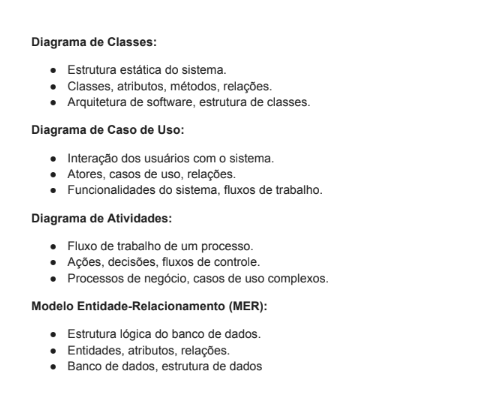 Diagrama de Classes:
● Estrutura estática do sistema.
● Classes, atributos, métodos, relações.
● Arquitetura de software, estrutura de classes.
Diagrama de Caso de Uso:
● Interação dos usuários com o sistema.
● Atores, casos de uso, relações.
● Funcionalidades do sistema, fluxos de trabalho.
Diagrama de Atividades:
● Fluxo de trabalho de um processo.
● Ações, decisões, fluxos de controle.
● Processos de negócio, casos de uso complexos.
Modelo Entidade-Relacionamento (MER):
● Estrutura lógica do banco de dados.
● Entidades, atributos, relações.
● Banco de dados, estrutura de dados